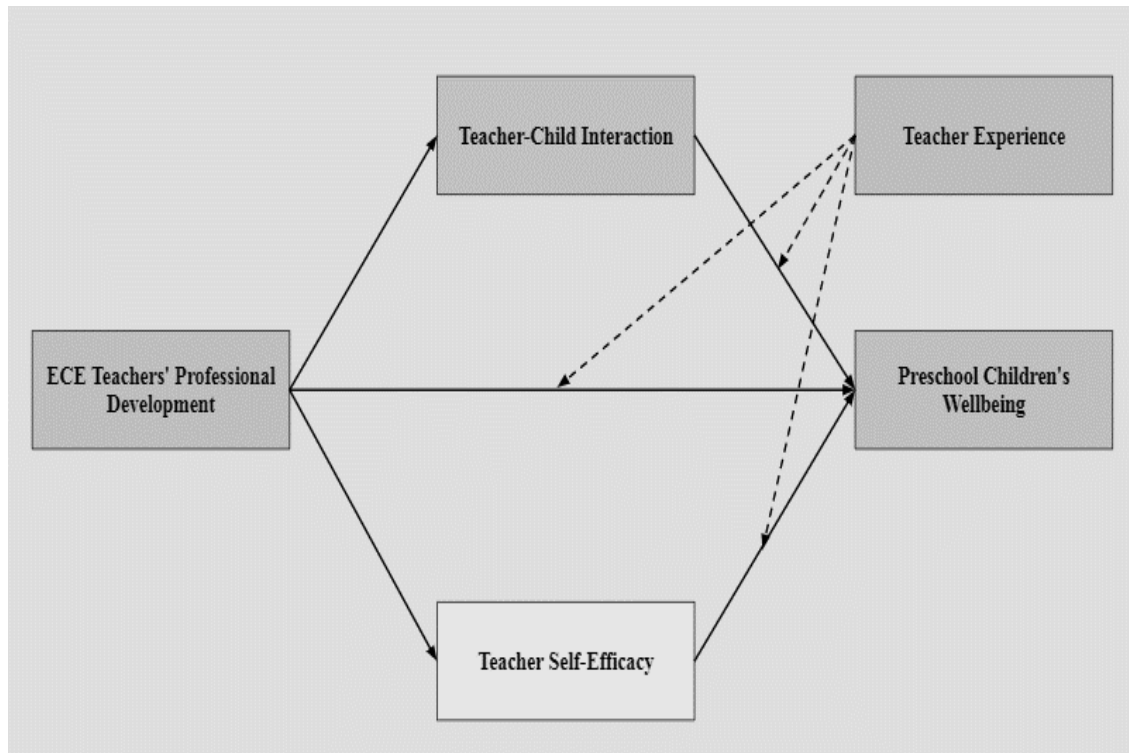 Teacher-Child Interaction
Teacher Experience
ECE Teachers' Professional
Development
Preschool Children's
Wellbeing
Teacher Self-Efficacy